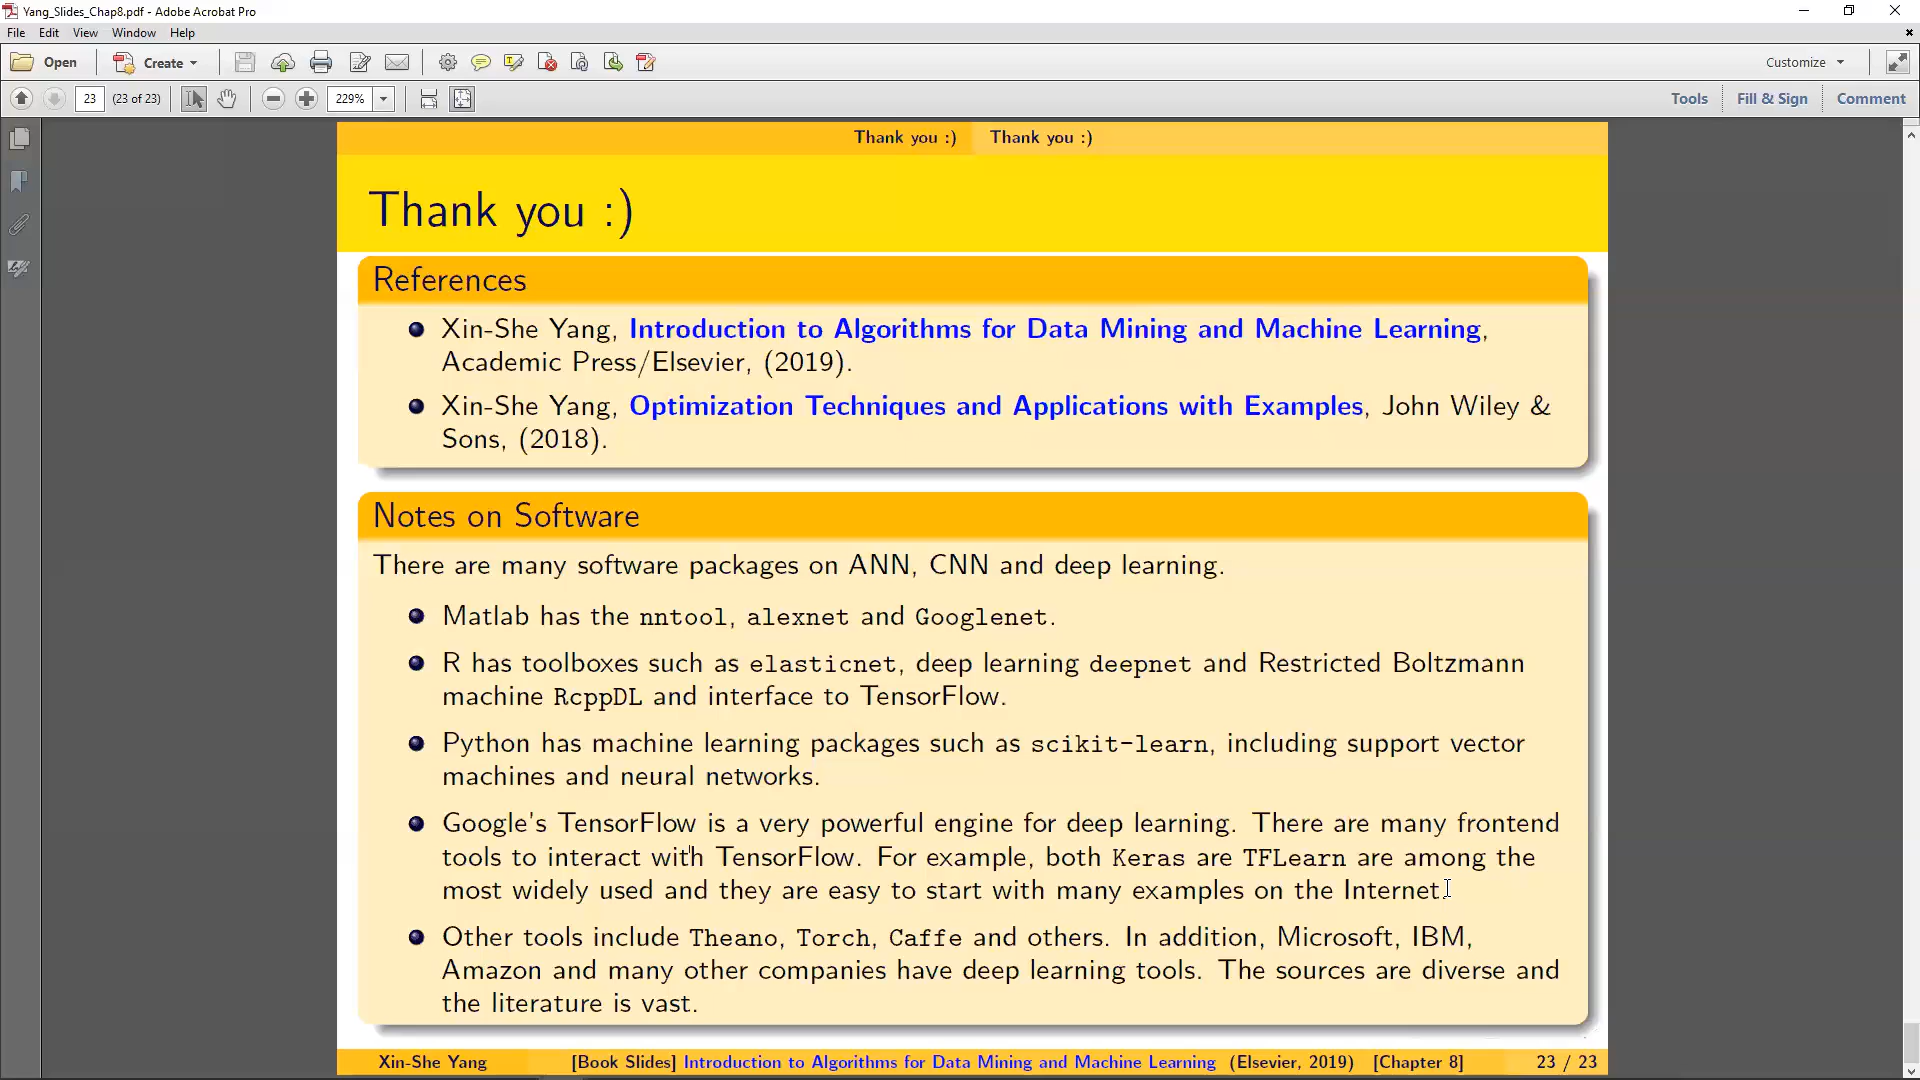 Yang_Slides_Chap8.pdf - Adobe Acrobat Pro
File Edit View Window Help
Open Create Customize
23 (23 of 23) 229% Tools Fill & Sign Comment
Thank you :) Thank you :)
Thank you :)
References
Xin-She Yang, Introduction to Algorithms for Data Mining and Machine Learning,
Academic Press/Elsevier, (2019).
Xin-She Yang, Optimization Techniques and Applications with Examples, John Wiley &
Sons, (2018).
Notes on Software
There are many software packages on ANN, CNN and deep learning.
Matlab has the nntool, alexnet and Googlenet.
R has toolboxes such as elasticnet, deep learning deepnet and Restricted Boltzmann
machine RcppDL and interface to TensorFlow.
Python has machine learning packages such as scikit-learn, including support vector
machines and neural networks.
Google's TensorFlow is a very powerful engine for deep learning. There are many frontend
tools to interact with TensorFlow. For example, both Keras are TFLearn are among the
most widely used and they are easy to start with many examples on the Internet.
Other tools include Theano, Torch, Caffe and others. In addition, Microsoft, IBM,
Amazon and many other companies have deep learning tools. The sources are diverse and
the literature is vast.
Xin-She Yang [Book Slides] Introduction to Algorithms for Data Mining and Machine Learning (Elsevier, 2019) [Chapter 8] 23 / 23